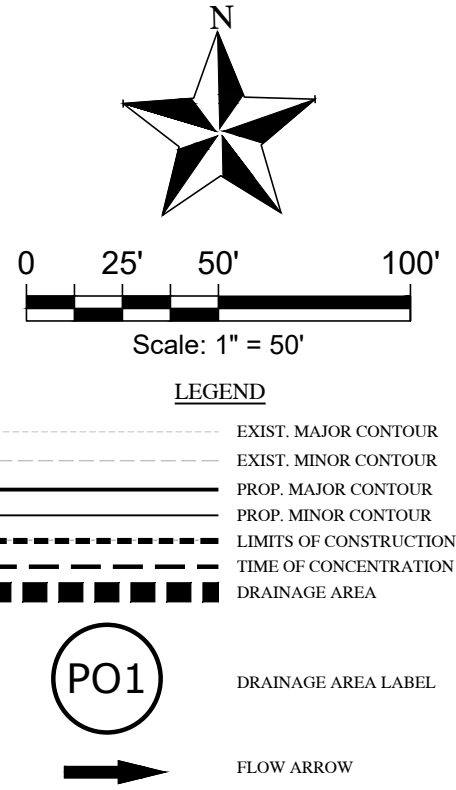 N
0 25' 50' 100'
Scale: 1" = 50'
LEGEND
EXIST. MAJOR CONTOUR
EXIST. MINOR CONTOUR
PROP. MAJOR CONTOUR
PROP. MINOR CONTOUR
LIMITS OF CONSTRUCTION
TIME OF CONCENTRATION
DRAINAGE AREA
PO1 DRAINAGE AREA LABEL
FLOW ARROW